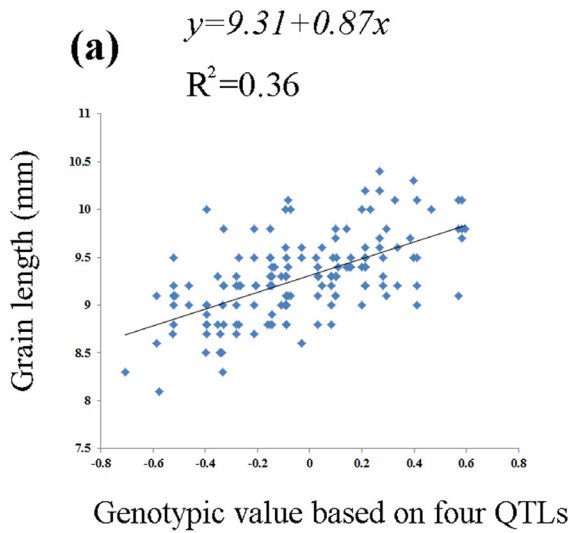 (a)
y=9.31+0.87x
R²=0.36
Grain length (mm)
11
10.5
10
9.5
9
8.5
8
7.5
-0.8 -0.6 -0.4 -0.2 0 0.2 0.4 0.6 0.8
Genotypic value based on four QTLs